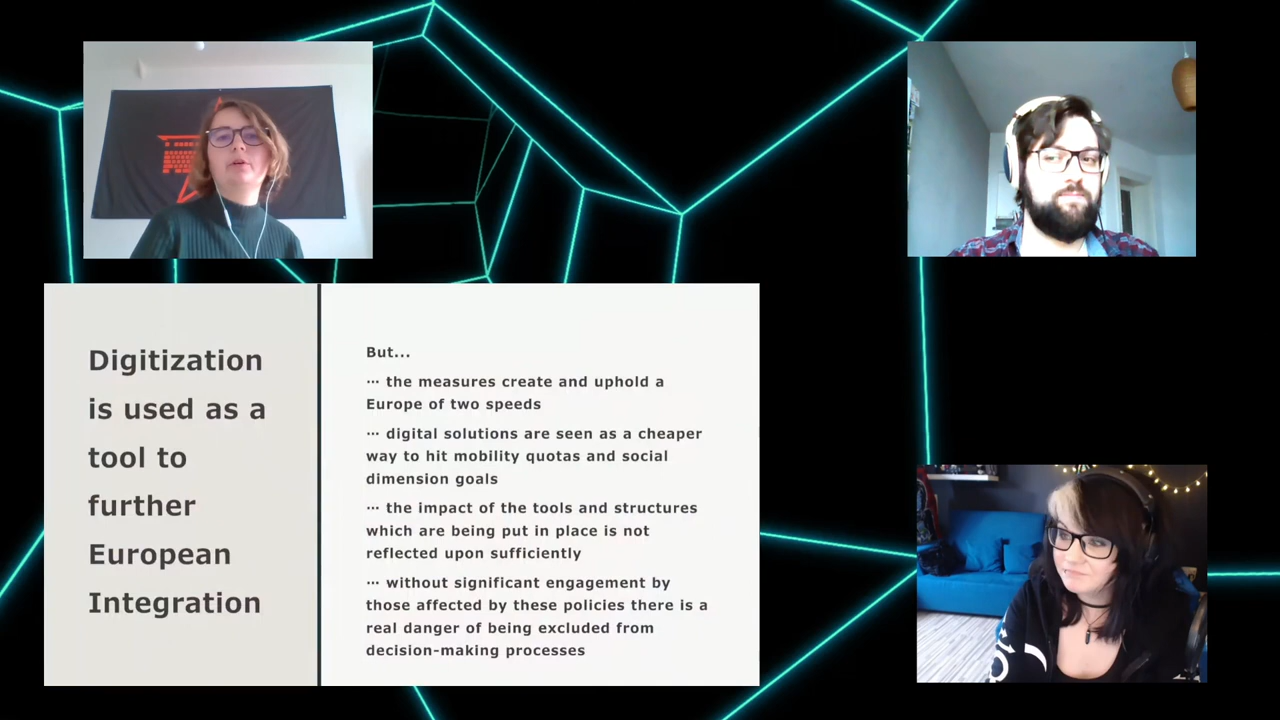 Digitization
is used as a
tool to
further
European
Integration
But...
... the measures create and uphold a
Europe of two speeds
... digital solutions are seen as a cheaper
way to hit mobility quotas and social
dimension goals
... the impact of the tools and structures
which are being put in place is not
reflected upon sufficiently
... without significant engagement by
those affected by these policies there is a
real danger of being excluded from
decision-making processes